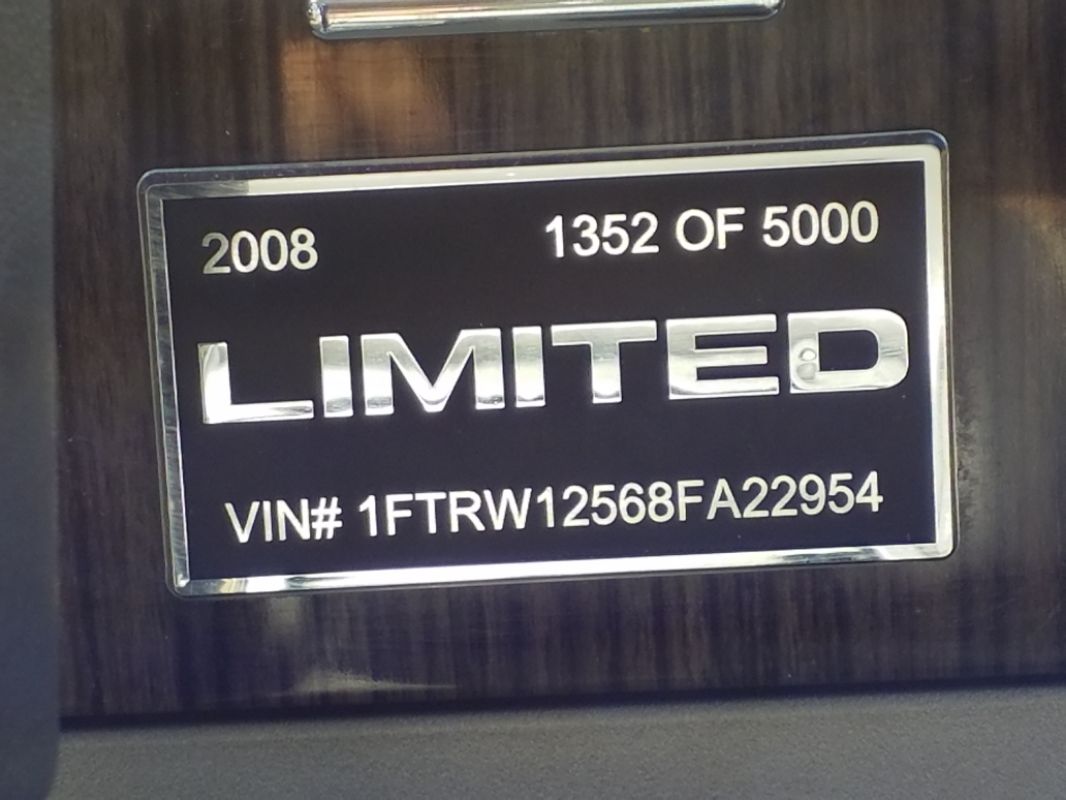 2008 1352 OF 5000
LIMITED
VIN# 1FTRW12568FA22954